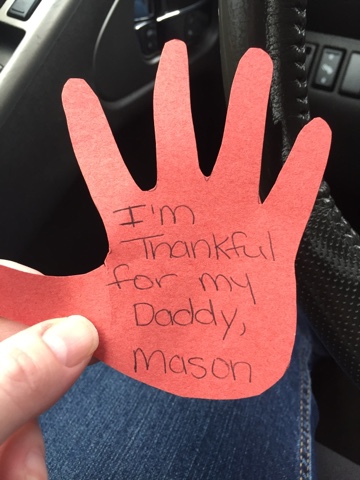 I'm
Thankful
for my
Daddy,
Mason